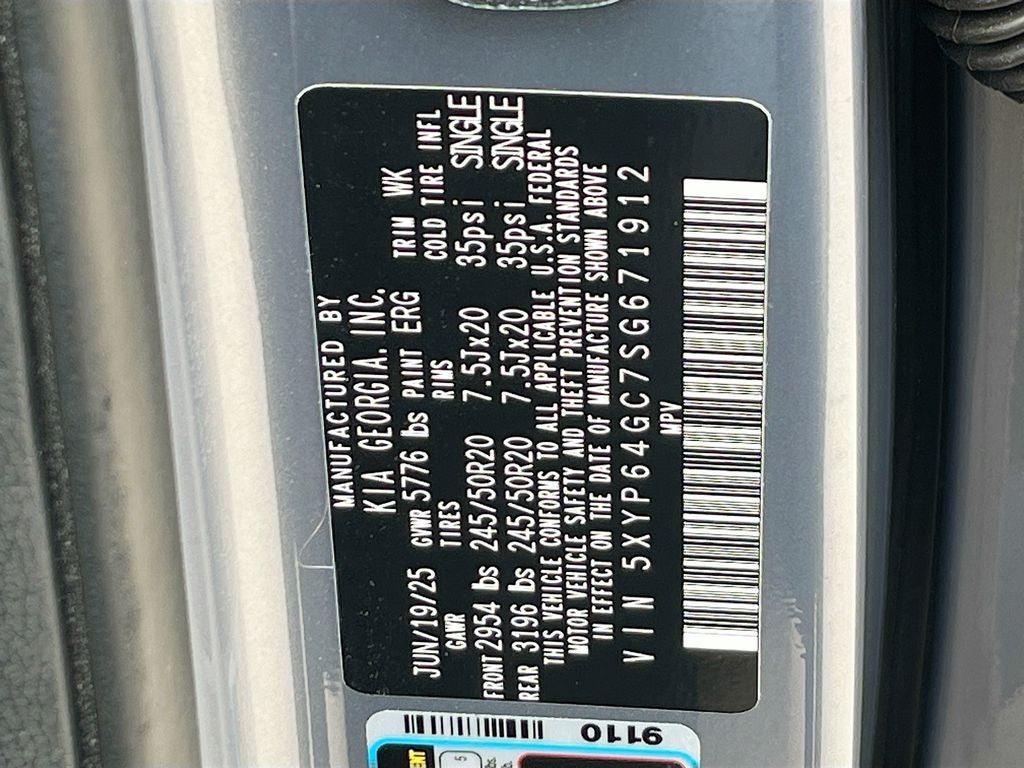 MANUFACTURED BY
KIA GEORGIA. INC.
JUN/19/25 GVWR 5776 lbs PAINT ERG TRIM WK
GAWR TIRES RIMS COLD TIRE INFL
FRONT 2954 lbs 245/50R20 7.5Jx20 35psi SINGLE
REAR 3196 lbs 245/50R20 7.5Jx20 35psi SINGLE
THIS VEHICLE CONFORMS TO ALL APPLICABLE U.S.A. FEDERAL
MOTOR VEHICLE SAFETY AND THEFT PREVENTION STANDARDS
IN EFFECT ON THE DATE OF MANUFACTURE SHOWN ABOVE
VIN 5XYP64GC7SG671912
MPV
9110